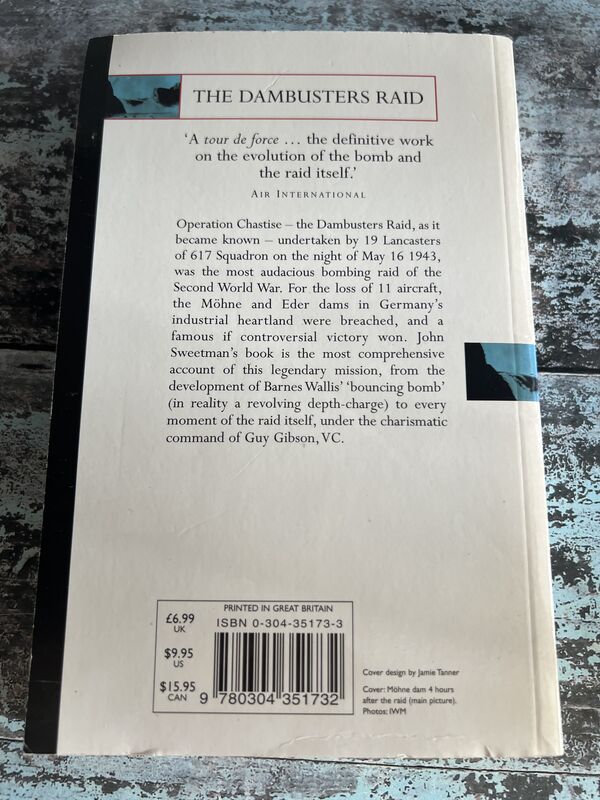 THE DAMBUSTERS RAID
‘A tour de force ... the definitive work
on the evolution of the bomb and
the raid itself.’
AIR INTERNATIONAL
Operation Chastise – the Dambusters Raid, as it
became known – undertaken by 19 Lancasters
of 617 Squadron on the night of May 16 1943,
was the most audacious bombing raid of the
Second World War. For the loss of 11 aircraft,
the Möhne and Eder dams in Germany’s
industrial heartland were breached, and a
famous if controversial victory won. John
Sweetman’s book is the most comprehensive
account of this legendary mission, from the
development of Barnes Wallis’ ‘bouncing bomb’
(in reality a revolving depth-charge) to every
moment of the raid itself, under the charismatic
command of Guy Gibson, VC.
£6.99
UK
$9.95
US
$15.95
CAN
PRINTED IN GREAT BRITAIN
ISBN 0-304-35173-3
9 780304 351732
Cover design by Jamie Tanner
Cover: Möhne dam 4 hours
after the raid (main picture).
Photos: IWM